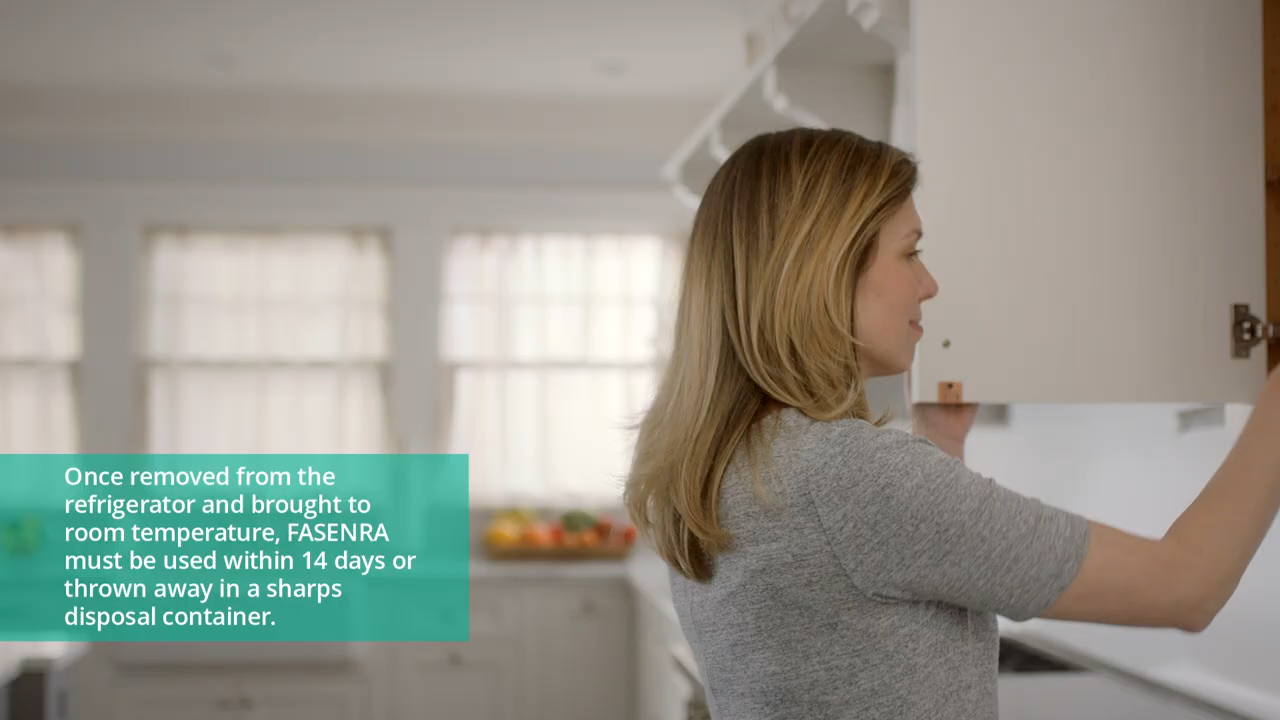 Once removed from the
refrigerator and brought to
room temperature, FASENRA
must be used within 14 days or
thrown away in a sharps
disposal container.